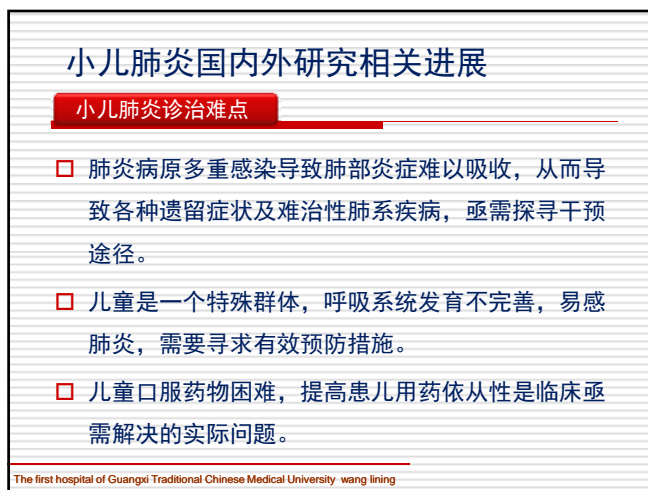 小儿肺炎国内外研究相关进展
小儿肺炎诊治难点
肺炎病原多重感染导致肺部炎症难以吸收，从而导
致各种遗留症状及难治性肺系疾病，亟需探寻干预
途径。
儿童是一个特殊群体，呼吸系统发育不完善，易感
肺炎，需要寻求有效预防措施。
儿童口服药物困难，提高患儿用药依从性是临床亟
需解决的实际问题。
The first hospital of Guangxi Traditional Chinese Medical University wang lining